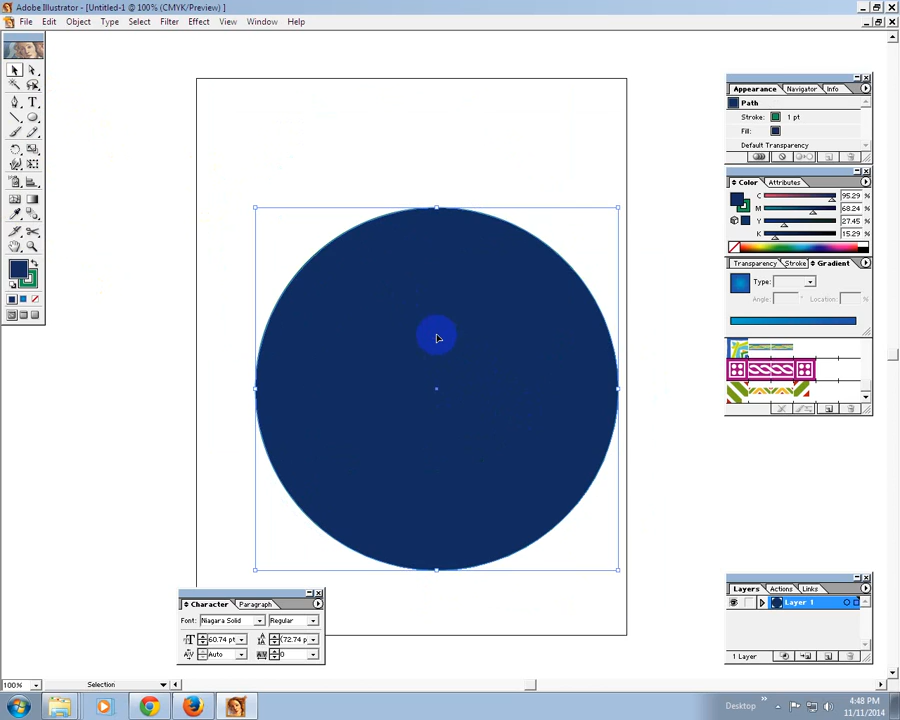 Adobe Illustrator - [Untitled-1 @ 100% (CMYK/Preview) ]
File Edit Object Type Select Filter Effect View Window Help
Appearance Navigator Info
Path
Stroke: 1 pt
Fill:
Default Transparency
Color Attributes
C 95.29 %
M 68.24 %
Y 27.45 %
K 15.29 %
Transparency Stroke Gradient
Type:
Angle: ° Location: %
Character Paragraph
Font: Niagara Solid Regular
60.74 pt (72.74 p
Auto 0
Layers Actions Links
Layer 1
1 Layer
100% Selection
Desktop »
4:48 PM
11/11/2014